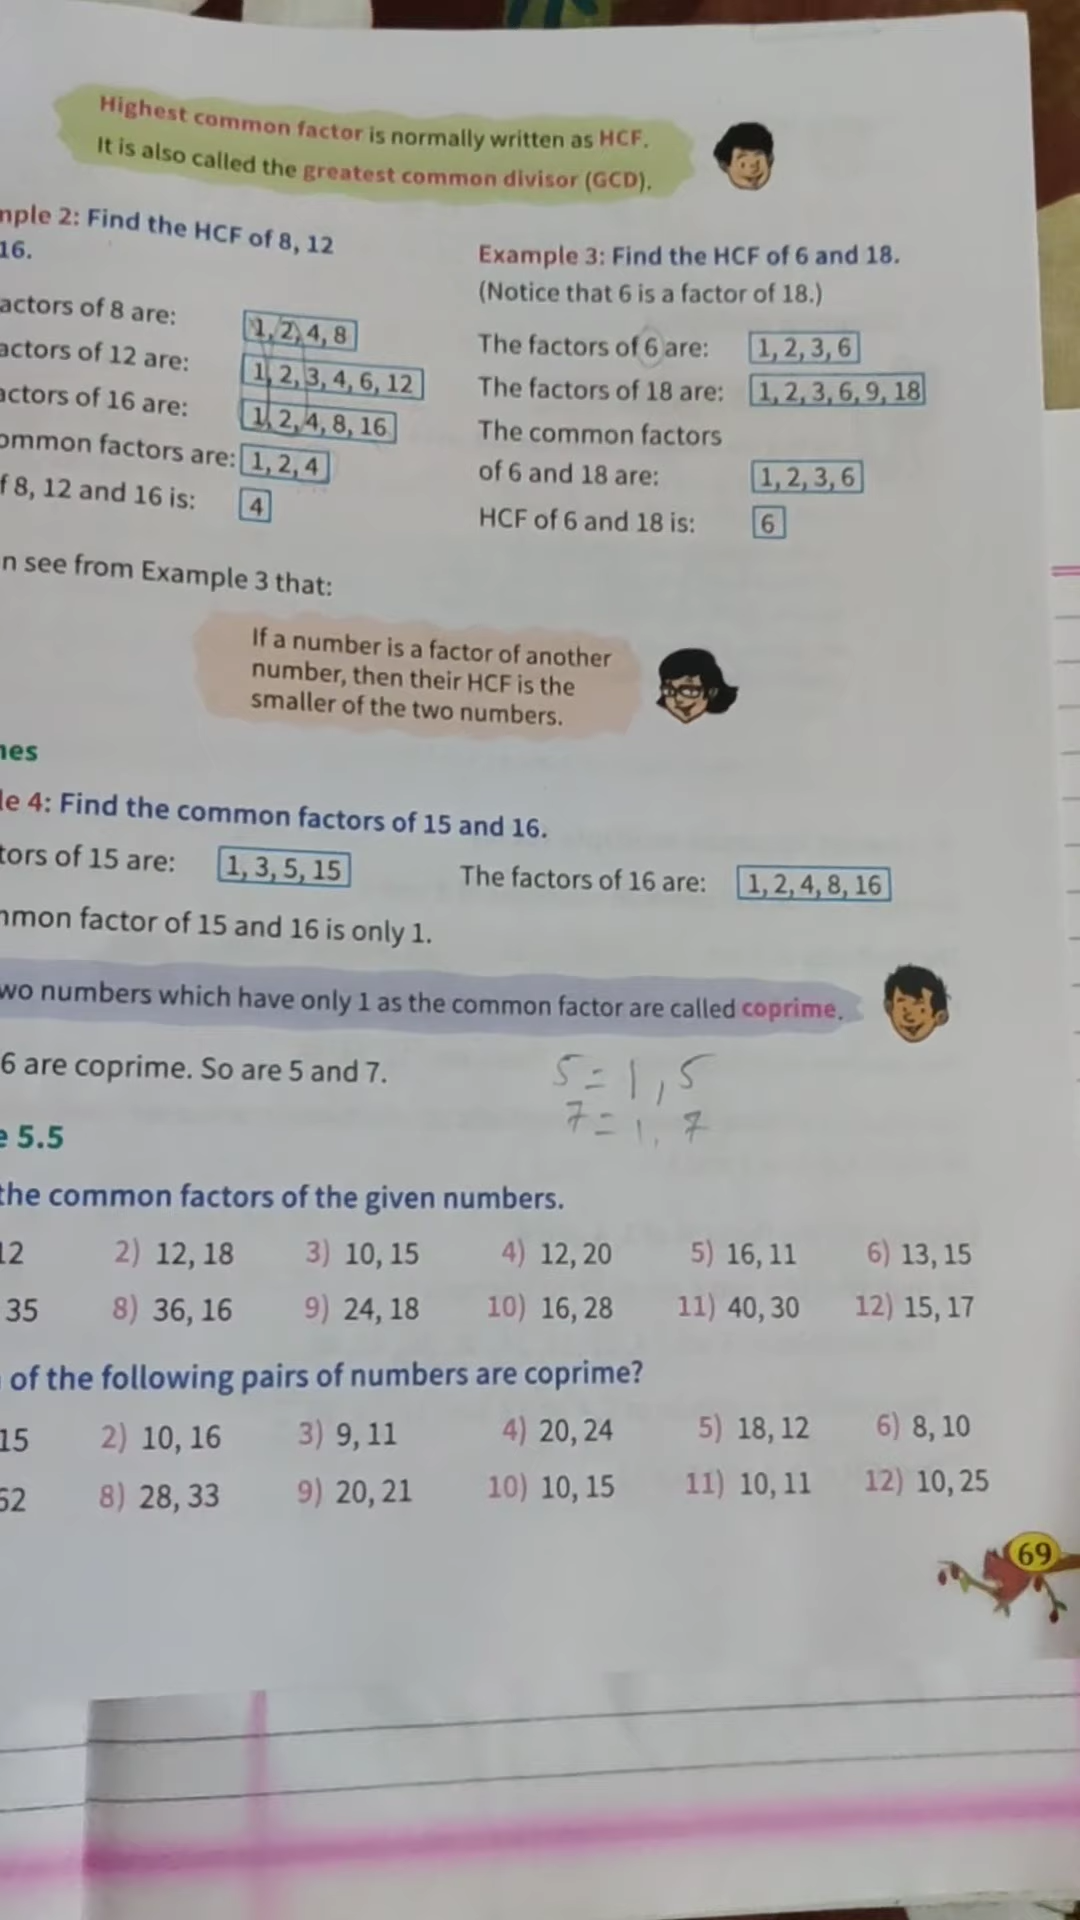 Highest common factor is normally written as HCF.
It is also called the greatest common divisor (GCD).
mple 2: Find the HCF of 8, 12
16.
actors of 8 are: 1, 2, 4, 8
actors of 12 are: 1, 2, 3, 4, 6, 12
actors of 16 are: 1, 2, 4, 8, 16
ommon factors are: 1, 2, 4
f 8, 12 and 16 is: 4
Example 3: Find the HCF of 6 and 18.
(Notice that 6 is a factor of 18.)
The factors of 6 are: 1, 2, 3, 6
The factors of 18 are: 1, 2, 3, 6, 9, 18
The common factors
of 6 and 18 are: 1, 2, 3, 6
HCF of 6 and 18 is: 6
n see from Example 3 that:
If a number is a factor of another
number, then their HCF is the
smaller of the two numbers.
nes
le 4: Find the common factors of 15 and 16.
tors of 15 are: 1, 3, 5, 15 The factors of 16 are: 1, 2, 4, 8, 16
mmon factor of 15 and 16 is only 1.
wo numbers which have only 1 as the common factor are called coprime.
6 are coprime. So are 5 and 7.
5 = 1, 5
7 = 1, 7
e 5.5
the common factors of the given numbers.
12 2) 12, 18 3) 10, 15 4) 12, 20 5) 16, 11 6) 13, 15
35 8) 36, 16 9) 24, 18 10) 16, 28 11) 40, 30 12) 15, 17
of the following pairs of numbers are coprime?
15 2) 10, 16 3) 9, 11 4) 20, 24 5) 18, 12 6) 8, 10
52 8) 28, 33 9) 20, 21 10) 10, 15 11) 10, 11 12) 10, 25
69